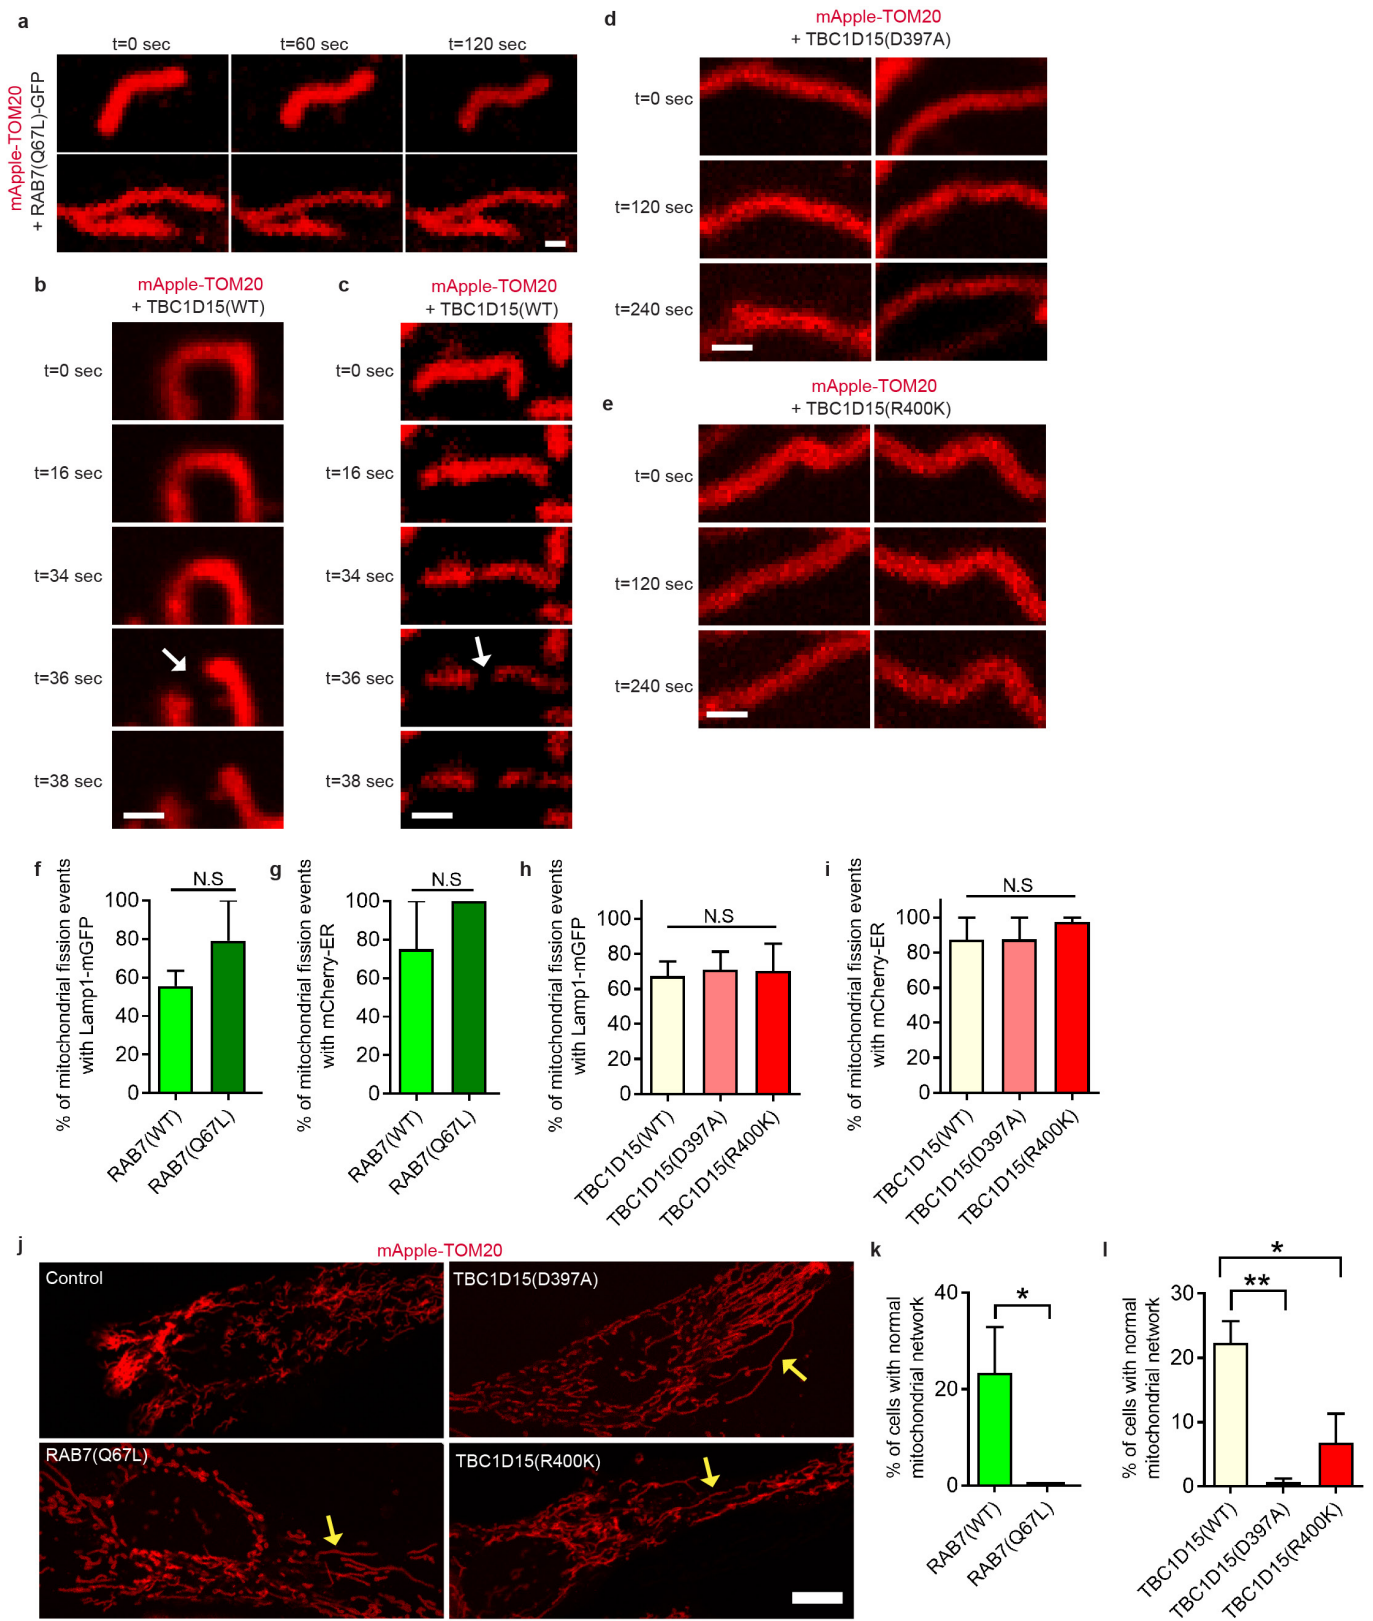 a
t=0 sec
t=60 sec
t=120 sec
mApple-TOM20
+ RAB7(Q67L)-GFP
b
mApple-TOM20
+ TBC1D15(WT)
t=0 sec
t=16 sec
t=34 sec
t=36 sec
t=38 sec
c
mApple-TOM20
+ TBC1D15(WT)
t=0 sec
t=16 sec
t=34 sec
t=36 sec
t=38 sec
d
mApple-TOM20
+ TBC1D15(D397A)
t=0 sec
t=120 sec
t=240 sec
e
mApple-TOM20
+ TBC1D15(R400K)
t=0 sec
t=120 sec
t=240 sec
f
% of mitochondrial fission events
with Lamp1-mGFP
N.S
100
80
60
40
20
0
RAB7(WT)
RAB7(Q67L)
g
% of mitochondrial fission events
with mCherry-ER
N.S
100
80
60
40
20
0
RAB7(WT)
RAB7(Q67L)
h
% of mitochondrial fission events
with Lamp1-mGFP
N.S
100
80
60
40
20
0
TBC1D15(WT)
TBC1D15(D397A)
TBC1D15(R400K)
i
% of mitochondrial fission events
with mCherry-ER
N.S
100
80
60
40
20
0
TBC1D15(WT)
TBC1D15(D397A)
TBC1D15(R400K)
j
mApple-TOM20
Control
TBC1D15(D397A)
RAB7(Q67L)
TBC1D15(R400K)
k
% of cells with normal
mitochondrial network
*
40
20
0
RAB7(WT)
RAB7(Q67L)
l
% of cells with normal
mitochondrial network
*
**
30
20
10
0
TBC1D15(WT)
TBC1D15(D397A)
TBC1D15(R400K)